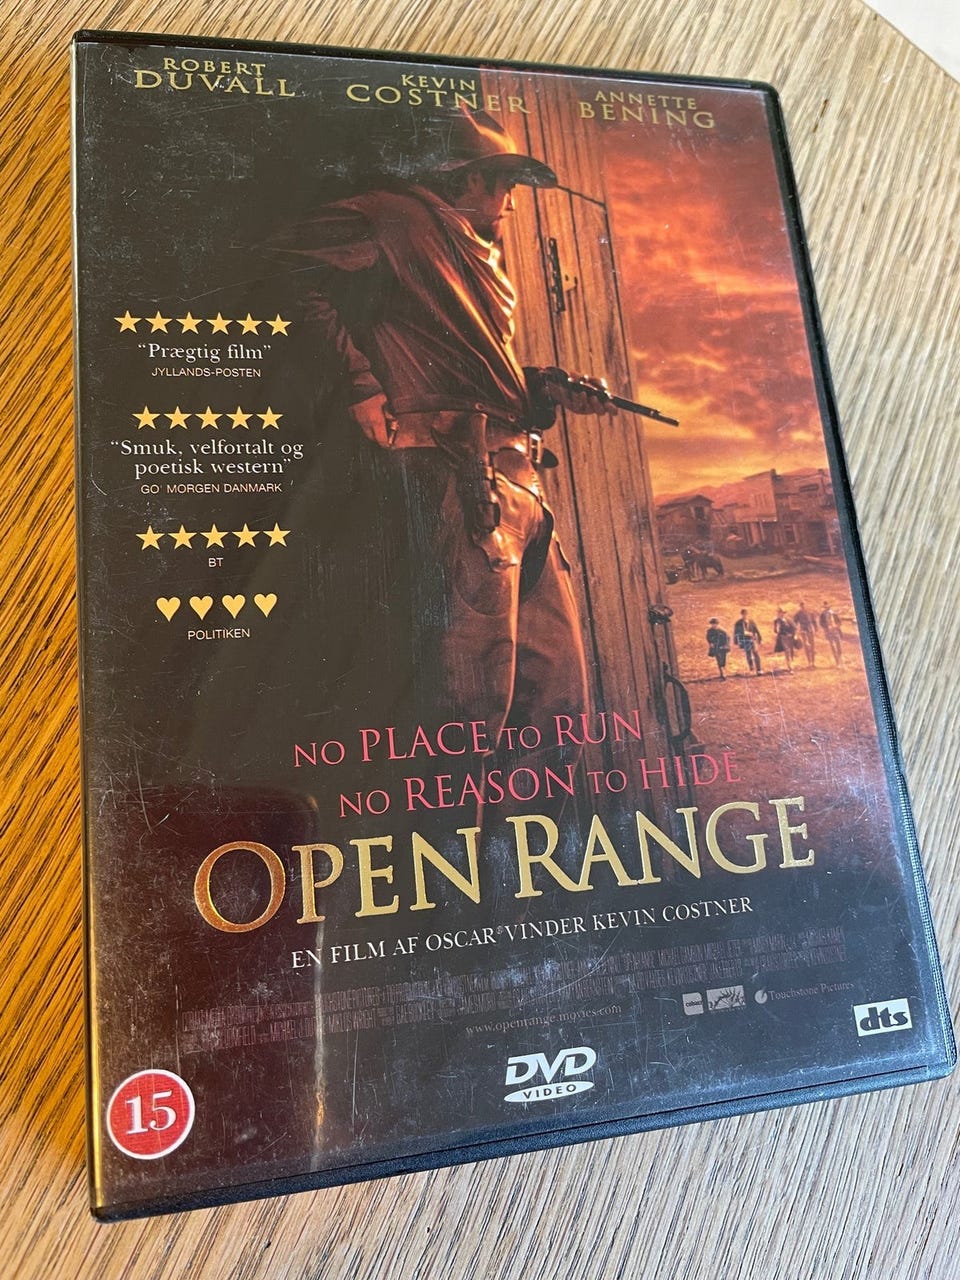 ROBERT
DUVALL
KEVIN
COSTNER
ANNETTE
BENING
"Prægtig film"
JYLLANDS-POSTEN
"Smuk, velfortalt og
poetisk western"
GO' MORGEN DANMARK
BT
POLITIKEN
NO PLACE TO RUN
NO REASON TO HIDE
OPEN RANGE
EN FILM AF OSCAR® VINDER KEVIN COSTNER
www.openrange.movies.com
Touchstone Pictures
dts
DVD
VIDEO
15